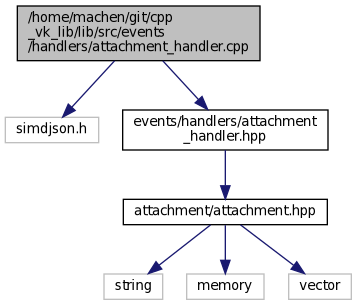 /home/machen/git/cpp
_vk_lib/lib/src/events
/handlers/attachment_handler.cpp
simdjson.h
events/handlers/attachment
_handler.hpp
attachment/attachment.hpp
string
memory
vector